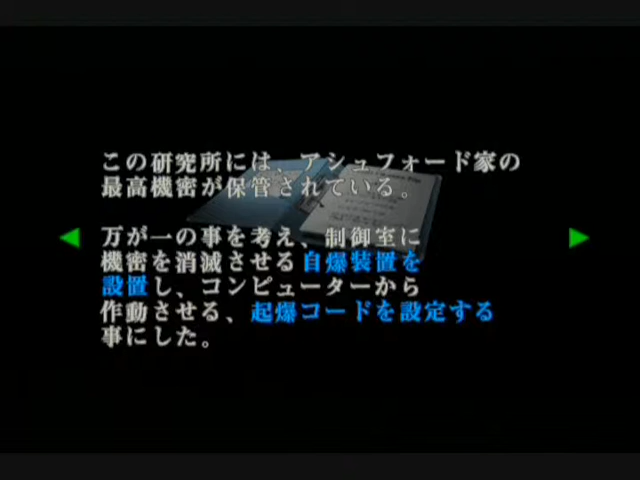 この研究所には、アシュフォード家の
最高機密が保管されている。
万が一の事を考え、制御室に
機密を消滅させる自爆装置を
設置し、コンピューターから
作動させる、起爆コードを設定する
事にした。